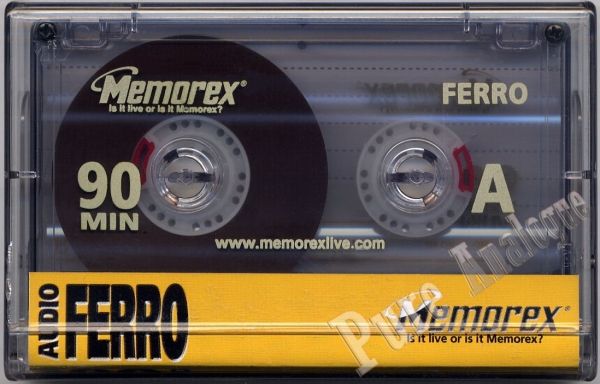 Memorex®
Is it live or is it Memorex?
FERRO
90
MIN
A
www.memorexlive.com
AUDIO
FERRO
Memorex®
Is it live or is it Memorex?
Pure Analogue